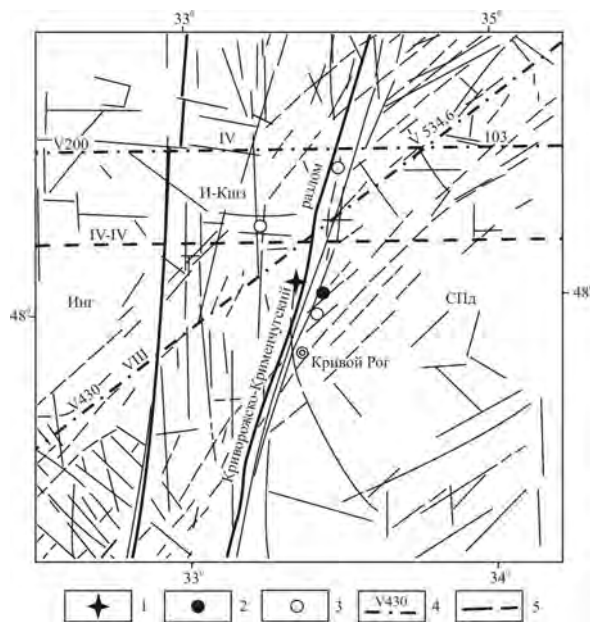 33° 35°
V 534,6
103
V200 IV
разлом
И-Кшз
IV-IV
Инг СПд
48° 48°
Криворожско-Крименчугский
VIII
Кривой Рог
V430
33° 34°
1 2 3 V430 4 5